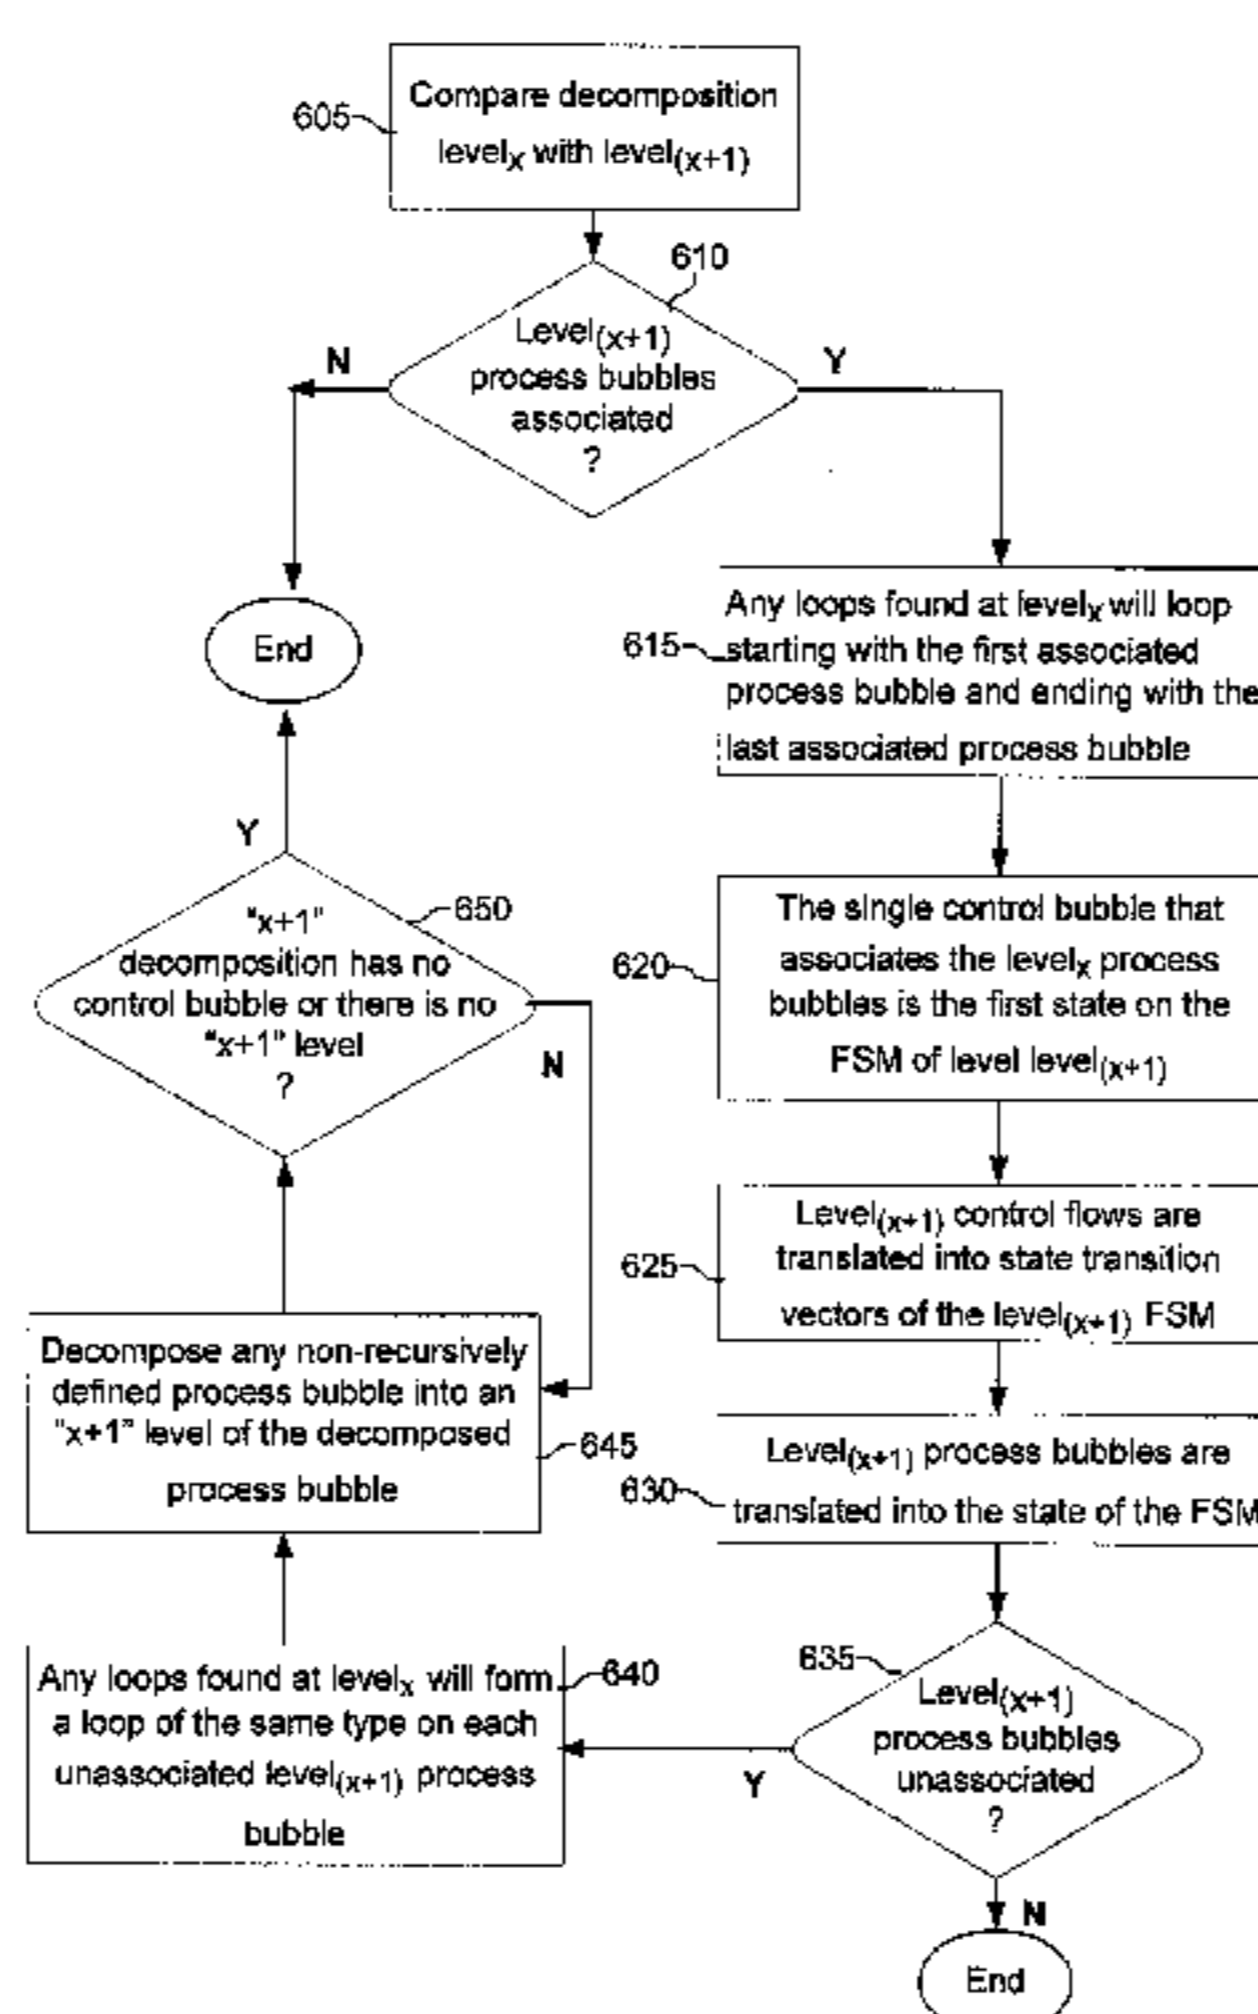 605
Compare decomposition
levelx with level(x+1)
610
Level(x+1)
process bubbles
associated
?
N
Y
End
615
Any loops found at levelx will loop
starting with the first associated
process bubble and ending with the
last associated process bubble
620
The single control bubble that
associates the levelx process
bubbles is the first state on the
FSM of level level(x+1)
625
Level(x+1) control flows are
translated into state transition
vectors of the level(x+1) FSM
630
Level(x+1) process bubbles are
translated into the state of the FSM
635
Level(x+1)
process bubbles
unassociated
?
Y
N
End
640
Any loops found at levelx will form
a loop of the same type on each
unassociated level(x+1) process
bubble
645
Decompose any non-recursively
defined process bubble into an
"x+1" level of the decomposed
process bubble
650
"x+1"
decomposition has no
control bubble or there is no
"x+1" level
?
Y
N